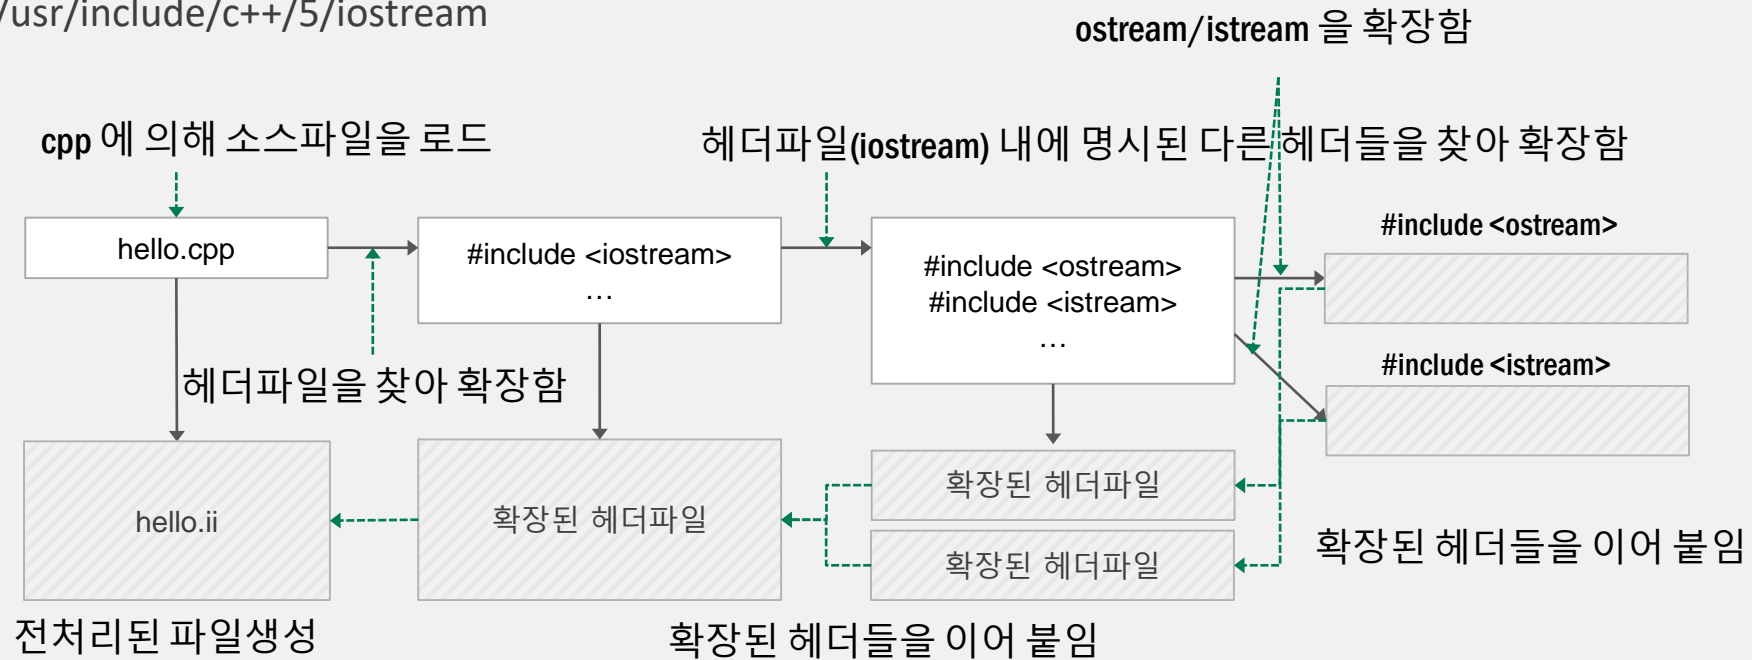 /usr/include/c++/5/iostream
ostream/istream 을 확장함
cpp 에 의해 소스파일을 로드
헤더파일(iostream) 내에 명시된 다른 헤더들을 찾아 확장함
hello.cpp
#include <iostream>
…
#include <ostream>
#include <istream>
…
#include <ostream>
#include <istream>
헤더파일을 찾아 확장함
hello.ii
확장된 헤더파일
확장된 헤더파일
확장된 헤더파일
확장된 헤더들을 이어 붙임
전처리된 파일생성
확장된 헤더들을 이어 붙임